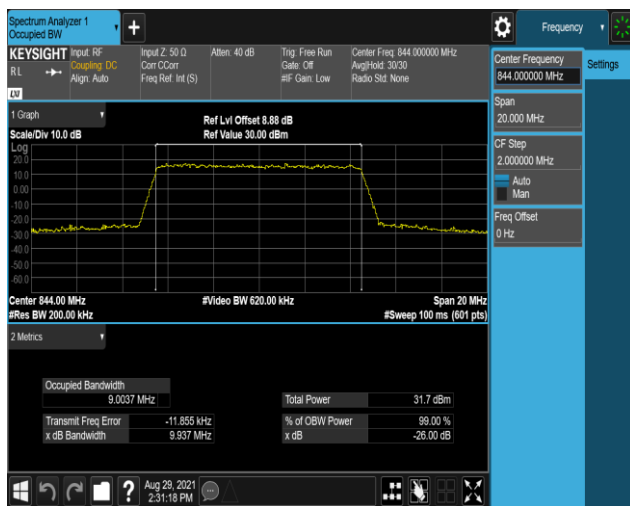 Spectrum Analyzer 1
Occupied BW
+
Frequency
KEYSIGHT
RL
LXI
Input: RF
Coupling: DC
Align: Auto
Input Z: 50 Ω
Corr CCorr
Freq Ref: Int (S)
Atten: 40 dB
Trig: Free Run
Gate: Off
#IF Gain: Low
Center Freq: 844.000000 MHz
Avg|Hold: 30/30
Radio Std: None
Center Frequency
844.000000 MHz
Settings
Span
20.000 MHz
CF Step
2.000000 MHz
Auto
Man
Freq Offset
0 Hz
1 Graph
Scale/Div 10.0 dB
Ref Lvl Offset 8.88 dB
Ref Value 30.00 dBm
Log
20.0
10.0
0.00
-10.0
-20.0
-30.0
-40.0
-50.0
-60.0
Center 844.00 MHz
#Video BW 620.00 kHz
Span 20 MHz
#Res BW 200.00 kHz
#Sweep 100 ms (601 pts)
2 Metrics
Occupied Bandwidth
9.0037 MHz
Total Power 31.7 dBm
Transmit Freq Error -11.855 kHz
% of OBW Power 99.00 %
x dB Bandwidth 9.937 MHz
x dB -26.00 dB
?
Aug 29, 2021
2:31:18 PM